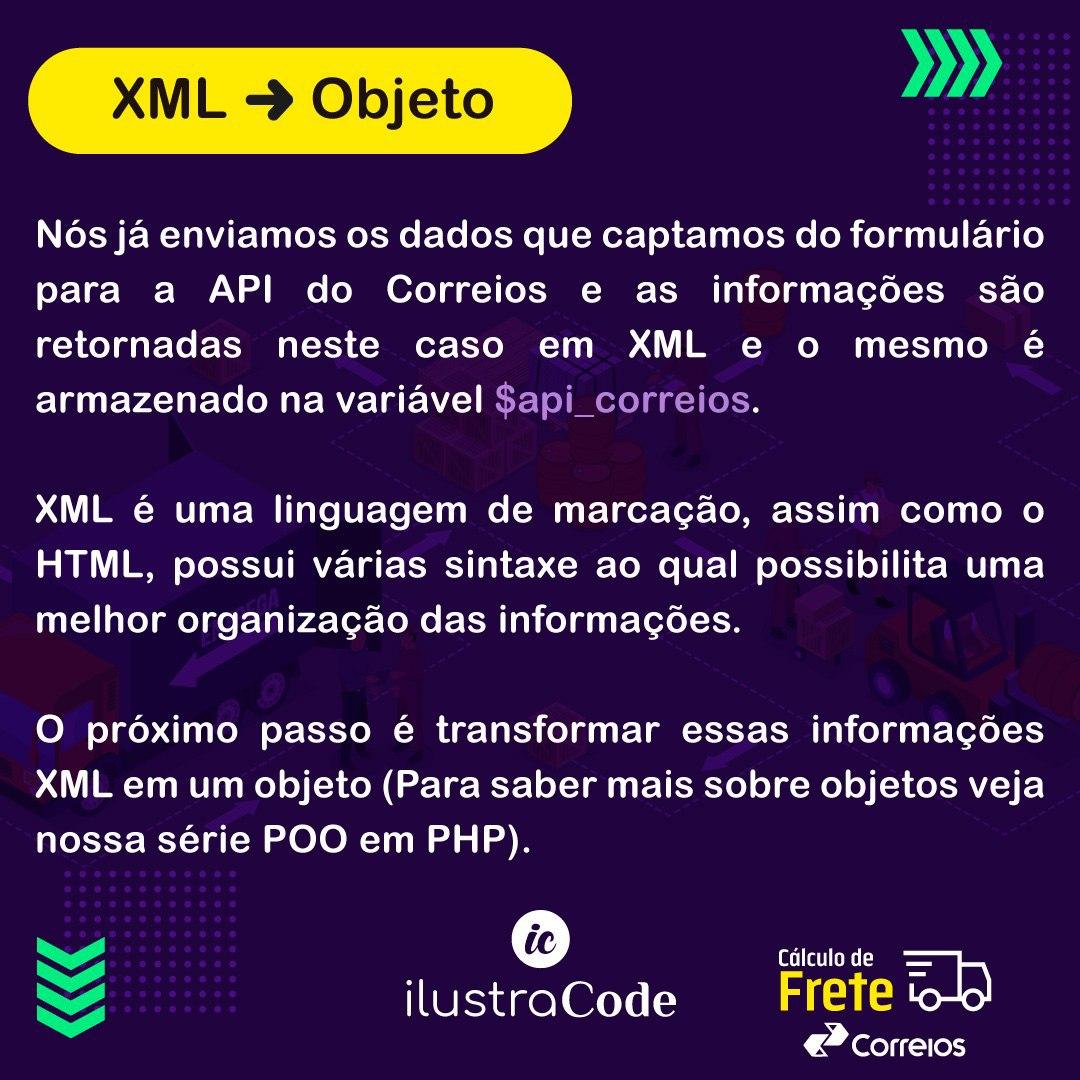 XML → Objeto
Nós já enviamos os dados que captamos do formulário
para a API do Correios e as informações são
retornadas neste caso em XML e o mesmo é
armazenado na variável $api_correios.
XML é uma linguagem de marcação, assim como o
HTML, possui várias sintaxe ao qual possibilita uma
melhor organização das informações.
O próximo passo é transformar essas informações
XML em um objeto (Para saber mais sobre objetos veja
nossa série POO em PHP).
ic
ilustraCode
Cálculo de
Frete
Correios